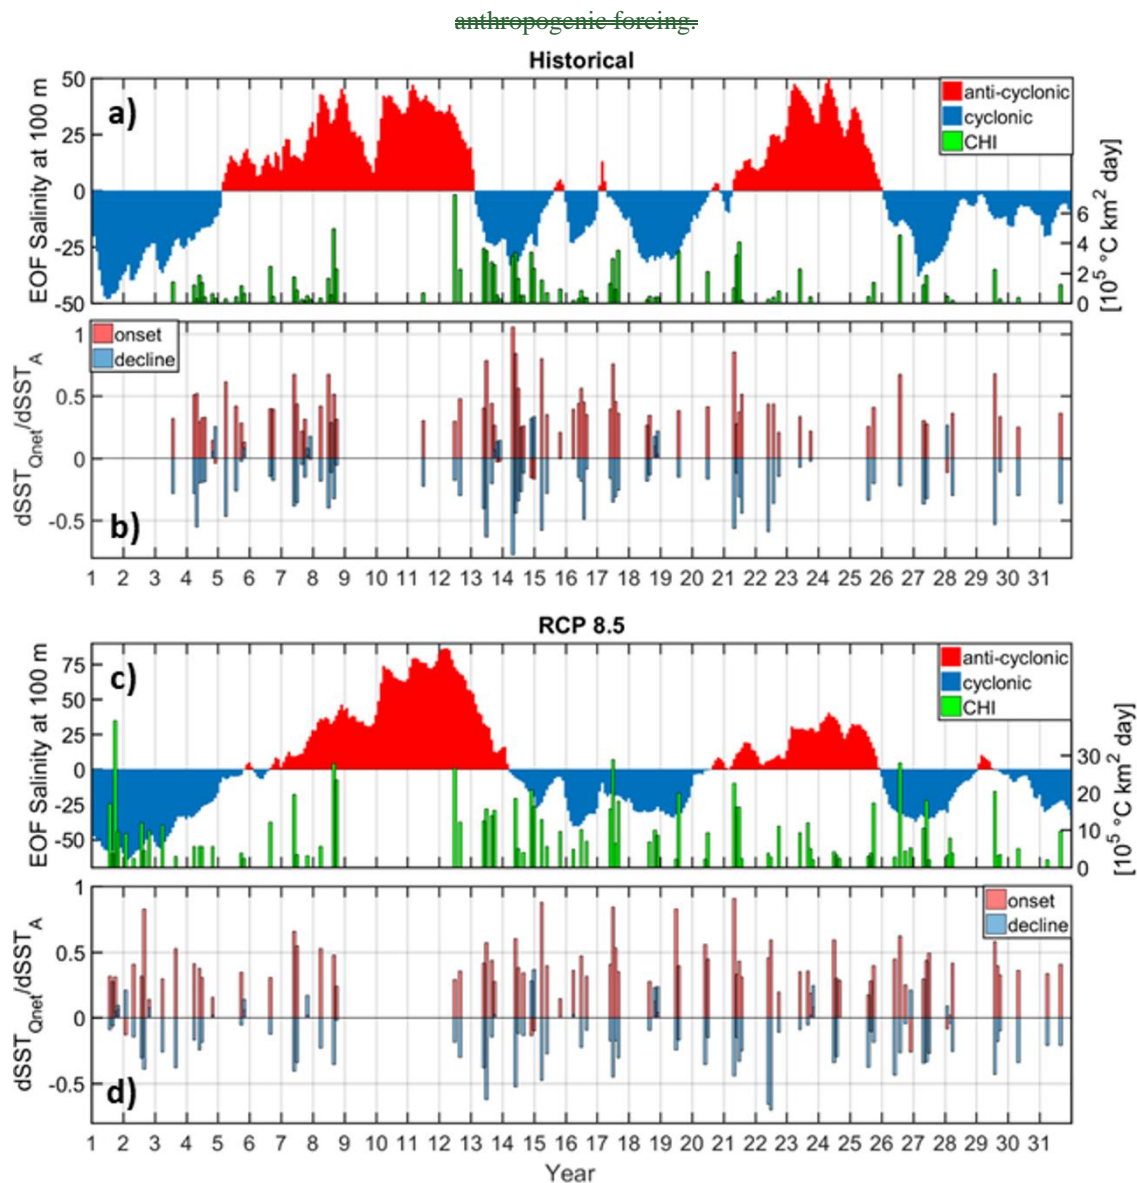 anthropogenic forcing.
Historical
a)
EOF Salinity at 100 m
50
25
0
-25
-50
anti-cyclonic
cyclonic
CHI
6
4
2
0
[10⁵ °C km² day]
onset
decline
b)
dSST_Qnet/dSST_A
1
0.5
0
-0.5
1 2 3 4 5 6 7 8 9 10 11 12 13 14 15 16 17 18 19 20 21 22 23 24 25 26 27 28 29 30 31
RCP 8.5
c)
EOF Salinity at 100 m
75
50
25
0
-25
-50
anti-cyclonic
cyclonic
CHI
30
20
10
0
[10⁵ °C km² day]
onset
decline
d)
dSST_Qnet/dSST_A
1
0.5
0
-0.5
1 2 3 4 5 6 7 8 9 10 11 12 13 14 15 16 17 18 19 20 21 22 23 24 25 26 27 28 29 30 31
Year